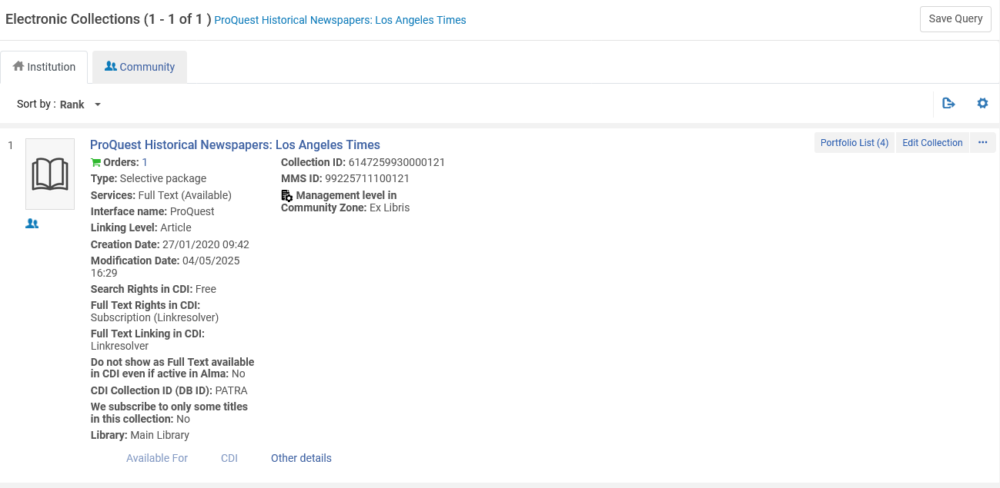 Electronic Collections (1 - 1 of 1 ) ProQuest Historical Newspapers: Los Angeles Times
Save Query
Institution
Community
Sort by : Rank
1
ProQuest Historical Newspapers: Los Angeles Times
Portfolio List (4)
Edit Collection
...
Orders: 1
Type: Selective package
Services: Full Text (Available)
Interface name: ProQuest
Linking Level: Article
Creation Date: 27/01/2020 09:42
Modification Date: 04/05/2025
16:29
Search Rights in CDI: Free
Full Text Rights in CDI:
Subscription (Linkresolver)
Full Text Linking in CDI:
Linkresolver
Do not show as Full Text available
in CDI even if active in Alma: No
CDI Collection ID (DB ID): PATRA
We subscribe to only some titles
in this collection: No
Library: Main Library
Collection ID: 6147259930000121
MMS ID: 99225711100121
Management level in
Community Zone: Ex Libris
Available For
CDI
Other details